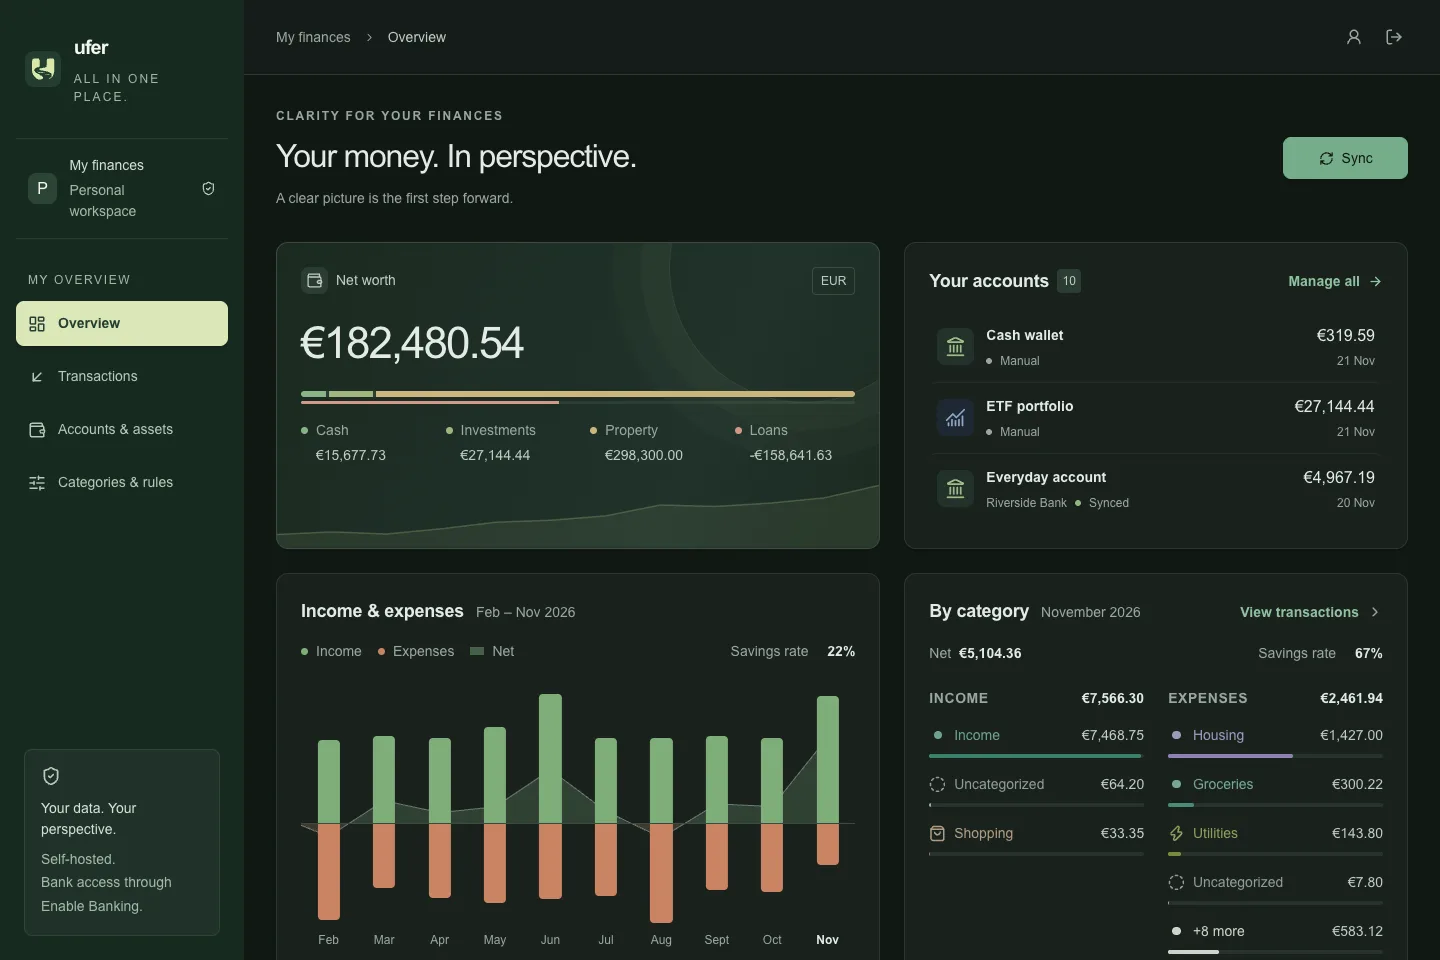 ufer
ALL IN ONE
PLACE.
P
My finances
Personal
workspace
MY OVERVIEW
Overview
Transactions
Accounts & assets
Categories & rules
Your data. Your
perspective.
Self-hosted.
Bank access through
Enable Banking.
My finances > Overview
CLARITY FOR YOUR FINANCES
Your money. In perspective.
A clear picture is the first step forward.
Sync
Net worth EUR
€182,480.54
Cash Investments Property Loans
€15,677.73 €27,144.44 €298,300.00 -€158,641.63
Your accounts 10 Manual all →
Cash wallet €319.59
Manual 21 Nov
ETF portfolio €27,144.44
Manual 21 Nov
Everyday account €4,967.19
Riverside Bank Synced 20 Nov
Income & expenses Feb – Nov 2026
Income Expenses Net Savings rate 22%
Feb Mar Apr May Jun Jul Aug Sept Oct Nov
By category November 2026 View transactions >
Net €5,104.36 Savings rate 67%
INCOME €7,566.30
Income €7,468.75
Uncategorized €64.20
Shopping €33.35
EXPENSES €2,461.94
Housing €1,427.00
Groceries €300.22
Utilities €143.80
Uncategorized €7.80
+8 more €583.12